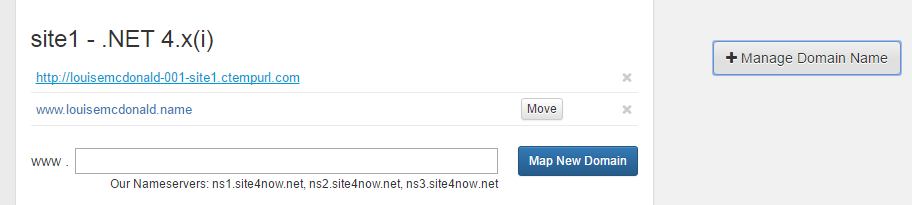 site1 - .NET 4.x(i)
+ Manage Domain Name
http://louisemcdonald-001-site1.ctempurl.com ×
www.louisemcdonald.name Move ×
www . Map New Domain
Our Nameservers: ns1.site4now.net, ns2.site4now.net, ns3.site4now.net